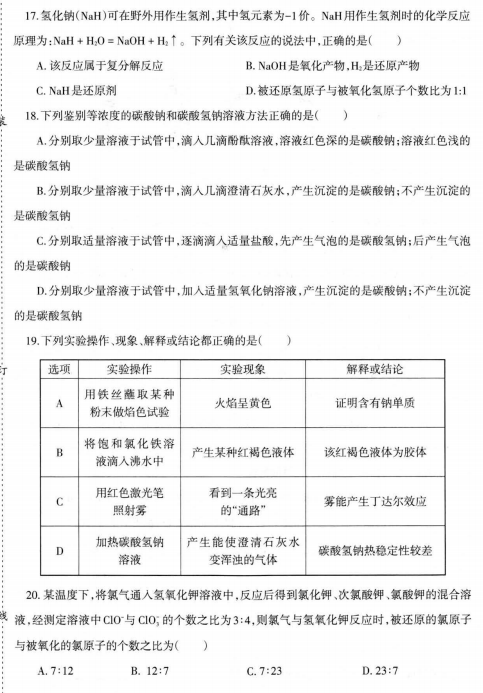 17.氢化钠(NaH)可在野外用作生氢剂,其中氢元素为-1价。NaH用作生氢剂时的化学反应
原理为:NaH + H₂O = NaOH + H₂↑。下列有关该反应的说法中,正确的是( )
A.该反应属于复分解反应 B. NaOH是氧化产物,H₂是还原产物
C. NaH是还原剂 D.被还原氢原子与被氧化氢原子个数比为1:1
18.下列鉴别等浓度的碳酸钠和碳酸氢钠溶液方法正确的是( )
A.分别取少量溶液于试管中,滴入几滴酚酞溶液,溶液红色深的是碳酸钠;溶液红色浅的
是碳酸氢钠
B.分别取少量溶液于试管中,滴入几滴澄清石灰水,产生沉淀的是碳酸钠;不产生沉淀的
是碳酸氢钠
C.分别取适量溶液于试管中,逐滴滴入适量盐酸,先产生气泡的是碳酸氢钠;后产生气泡
的是碳酸钠
D.分别取少量溶液于试管中,加入适量氢氧化钠溶液,产生沉淀的是碳酸钠;不产生沉淀
的是碳酸氢钠
19.下列实验操作、现象、解释或结论都正确的是( )
选项 实验操作 实验现象 解释或结论
A 用铁丝蘸取某种粉末做焰色试验 火焰呈黄色 证明含有钠单质
B 将饱和氯化铁溶液滴入沸水中 产生某种红褐色液体 该红褐色液体为胶体
C 用红色激光笔照射雾 看到一条光亮的“通路” 雾能产生丁达尔效应
D 加热碳酸氢钠溶液 产生能使澄清石灰水变浑浊的气体 碳酸氢钠热稳定性较差
20.某温度下,将氯气通入氢氧化钾溶液中,反应后得到氯化钾、次氯酸钾、氯酸钾的混合溶
液,经测定溶液中ClO⁻与ClO₃⁻的个数之比为3:4,则氯气与氢氧化钾反应时,被还原的氯原子
与被氧化的氯原子的个数之比为( )
A. 7:12 B. 12:7 C. 7:23 D. 23:7
订
线